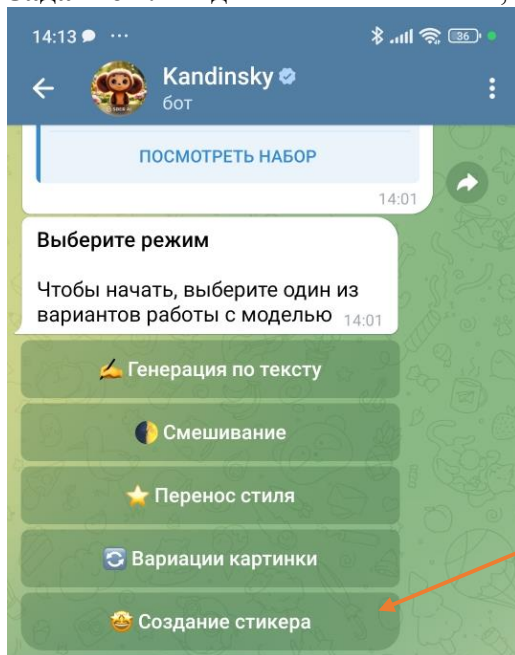 14:13
36
Kandinsky
бот
ПОСМОТРЕТЬ НАБОР
14:01
Выберите режим
Чтобы начать, выберите один из
вариантов работы с моделью 14:01
Генерация по тексту
Смешивание
Перенос стиля
Вариации картинки
Создание стикера